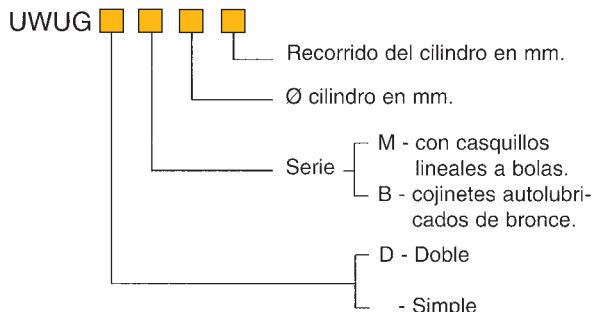 UWUG
Recorrido del cilindro en mm.
Ø cilindro en mm.
M - con casquillos
lineales a bolas.
Serie
B - cojinetes autolubri-
cados de bronce.
D - Doble
- Simple